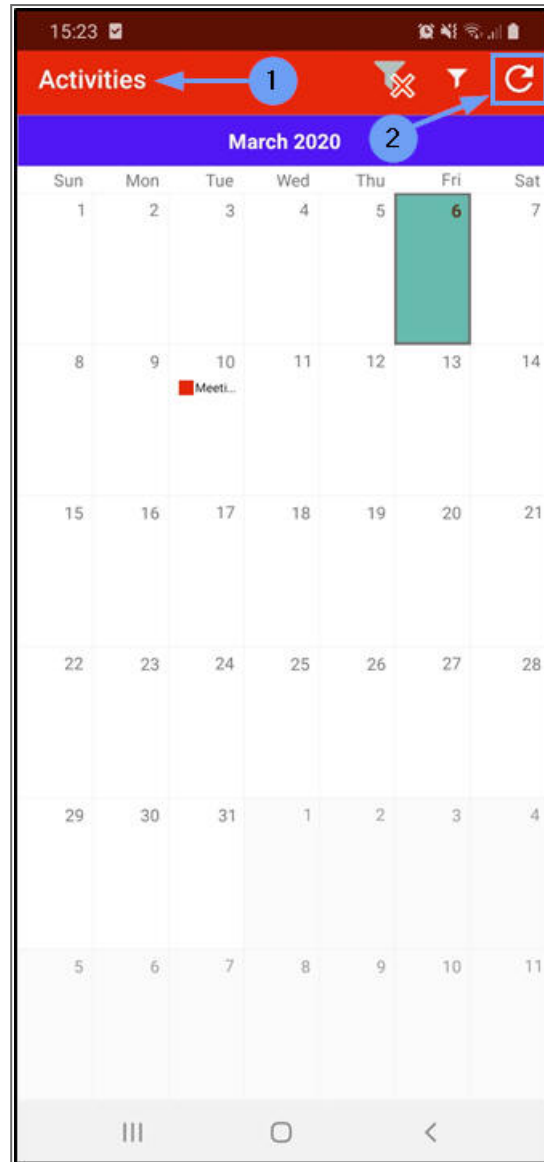 15:23
Activities 1
March 2020 2
Sun Mon Tue Wed Thu Fri Sat
1 2 3 4 5 6 7
8 9 10 11 12 13 14
Meeti...
15 16 17 18 19 20 21
22 23 24 25 26 27 28
29 30 31 1 2 3 4
5 6 7 8 9 10 11